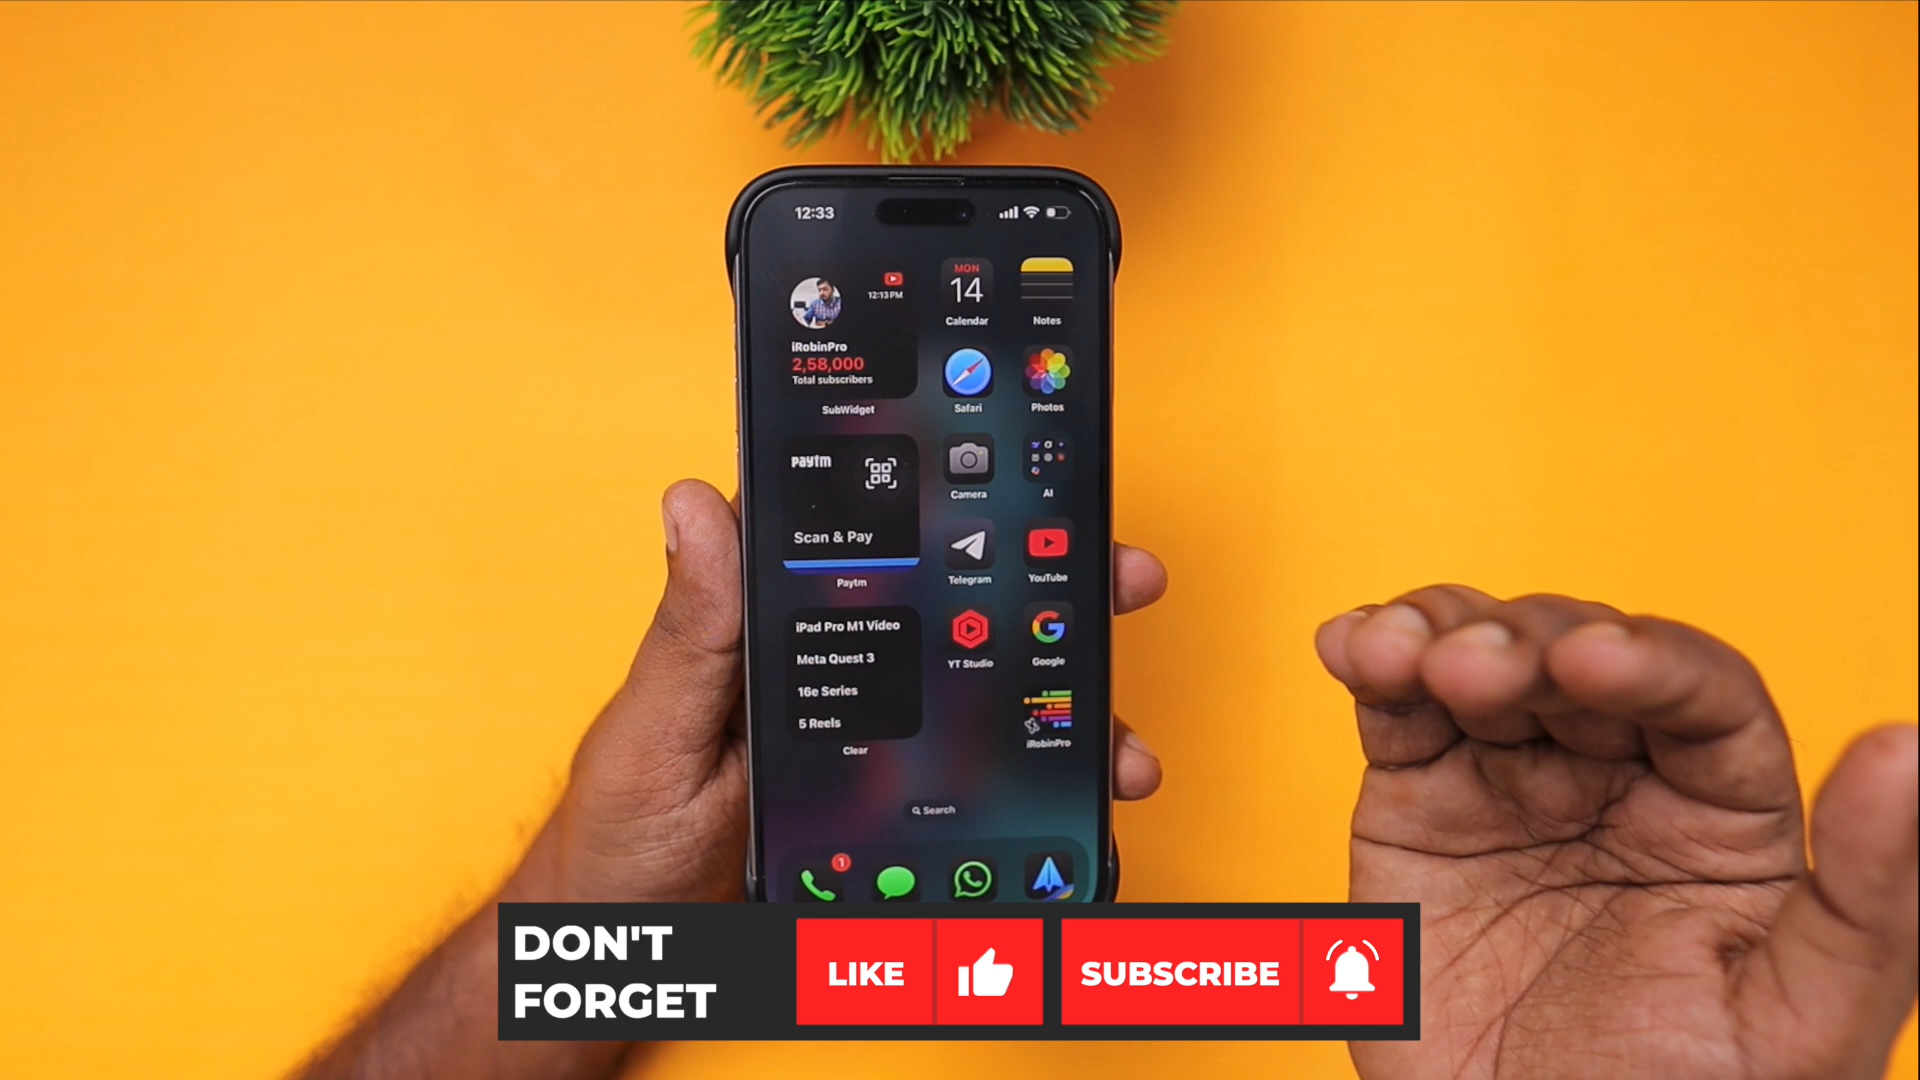 12:33
12:13 PM
iRobinPro
2,58,000
Total subscribers
SubWidget
MON
14
Calendar
Notes
Safari
Photos
paytm
Scan & Pay
Paytm
Camera
AI
Telegram
YouTube
iPad Pro M1 Video
Meta Quest 3
16e Series
5 Reels
Clear
YT Studio
Google
iRobinPro
Search
1
DON'T
FORGET
LIKE
SUBSCRIBE